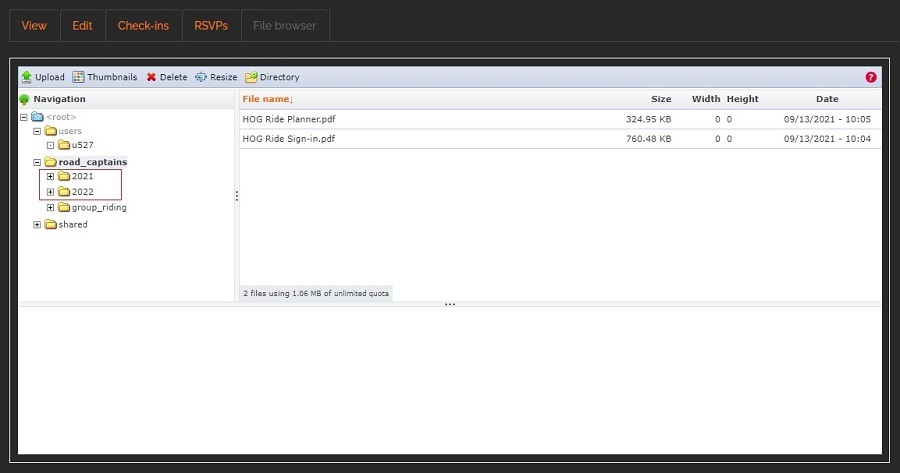 View Edit Check-ins RSVPs File browser
Upload Thumbnails Delete Resize Directory ?
Navigation
<root>
users
u527
road_captains
2021
2022
group_riding
shared
File name↓ Size Width Height Date
HOG Ride Planner.pdf 324.95 KB 0 0 09/13/2021 - 10:05
HOG Ride Sign-in.pdf 760.48 KB 0 0 09/13/2021 - 10:04
2 files using 1.06 MB of unlimited quota